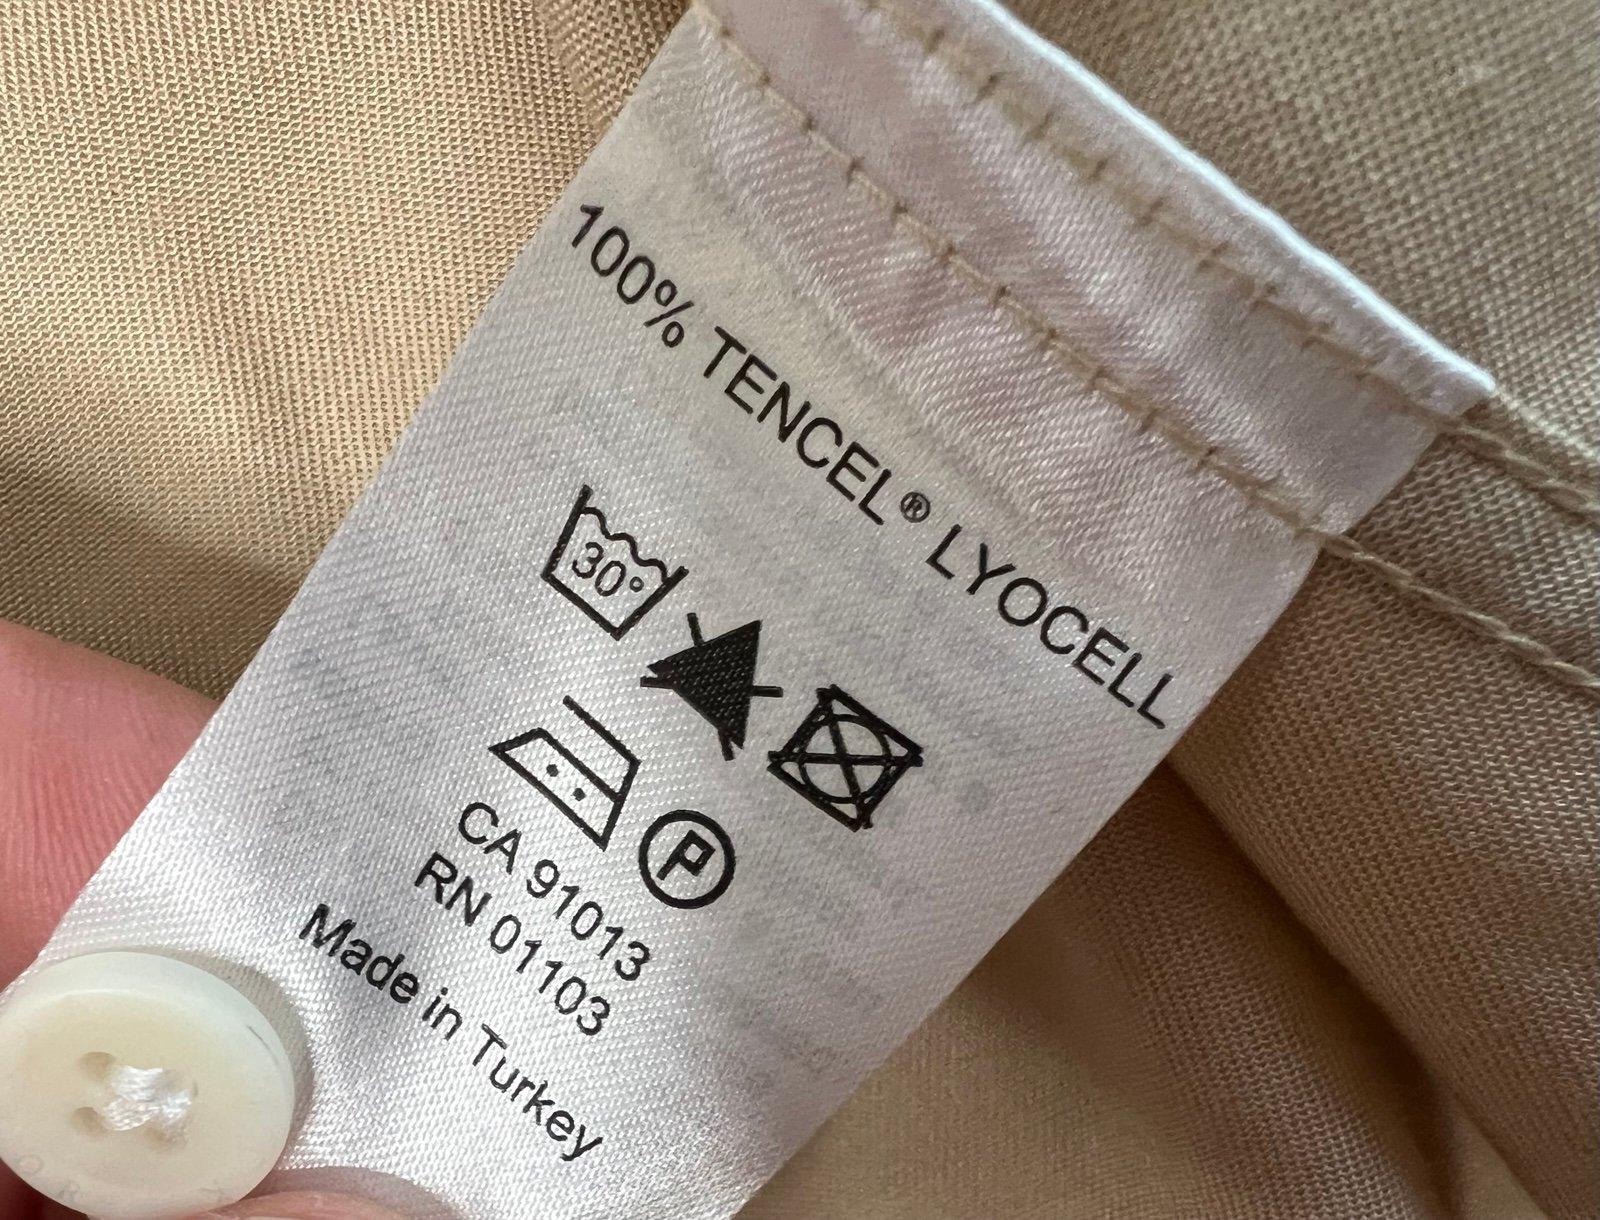 100% TENCEL® LYOCELL
30°
P
CA 91013
RN 01103
Made in Turkey